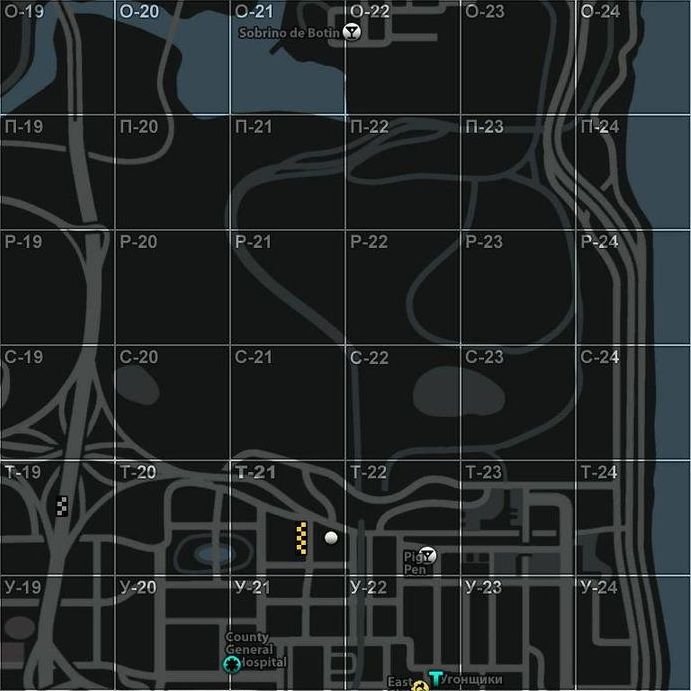 О-19 О-20 О-21 О-22 О-23 О-24
Sobrino de Botin
П-19 П-20 П-21 П-22 П-23 П-24
Р-19 Р-20 Р-21 Р-22 Р-23 Р-24
С-19 С-20 С-21 С-22 С-23 С-24
Т-19 Т-20 Т-21 Т-22 Т-23 Т-24
Pig
Pen
У-19 У-20 У-21 У-22 У-23 У-24
County
General
Hospital
East Угонщики